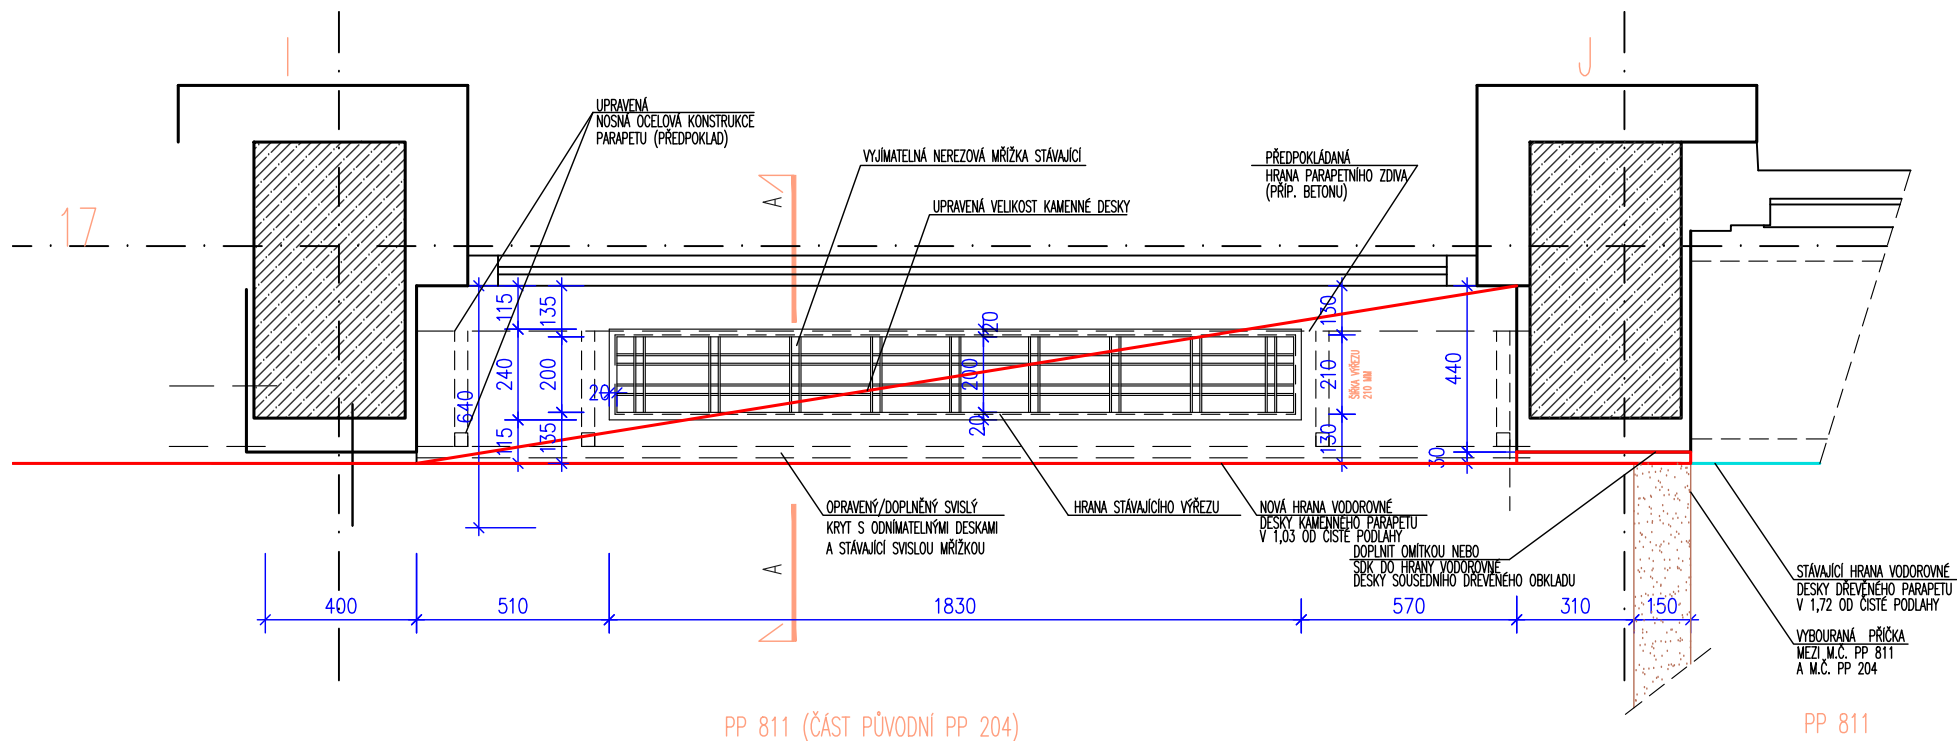 I
J
17
UPRAVENÁ
NOSNÁ OCELOVÁ KONSTRUKCE
PARAPETU (PŘEDPOKLAD)
VYJÍMATELNÁ NEREZOVÁ MŘÍŽKA STÁVAJÍCÍ
UPRAVENÁ VELIKOST KAMENNÉ DESKY
PŘEDPOKLÁDANÁ
HRANA PARAPETNÍHO ZDIVA
(PŘÍP. BETONU)
A
115
135
20
130
240
200
200
210
ŠÍŘKA VÝŘEZU
210 MM
440
20
640
115
135
20
130
30
OPRAVENÝ/DOPLNĚNÝ SVISLÝ
KRYT S ODNÍMATELNÝMI DESKAMI
A STÁVAJÍCÍ SVISLOU MŘÍŽKOU
HRANA STÁVAJÍCÍHO VÝŘEZU
NOVÁ HRANA VODOROVNÉ
DESKY KAMENNÉHO PARAPETU
V 1,03 OD ČISTÉ PODLAHY
DOPLNIT OMÍTKOU NEBO
SDK DO HRANY VODOROVNÉ
DESKY SOUSEDNÍHO DŘEVĚNÉHO OBKLADU
STÁVAJÍCÍ HRANA VODOROVNÉ
DESKY DŘEVĚNÉHO PARAPETU
V 1,72 OD ČISTÉ PODLAHY
VYBOURANÁ PŘÍČKA
MEZI M.Č. PP 811
A M.Č. PP 204
A
400
510
1830
570
310
150
PP 811 (ČÁST PŮVODNÍ PP 204)
PP 811